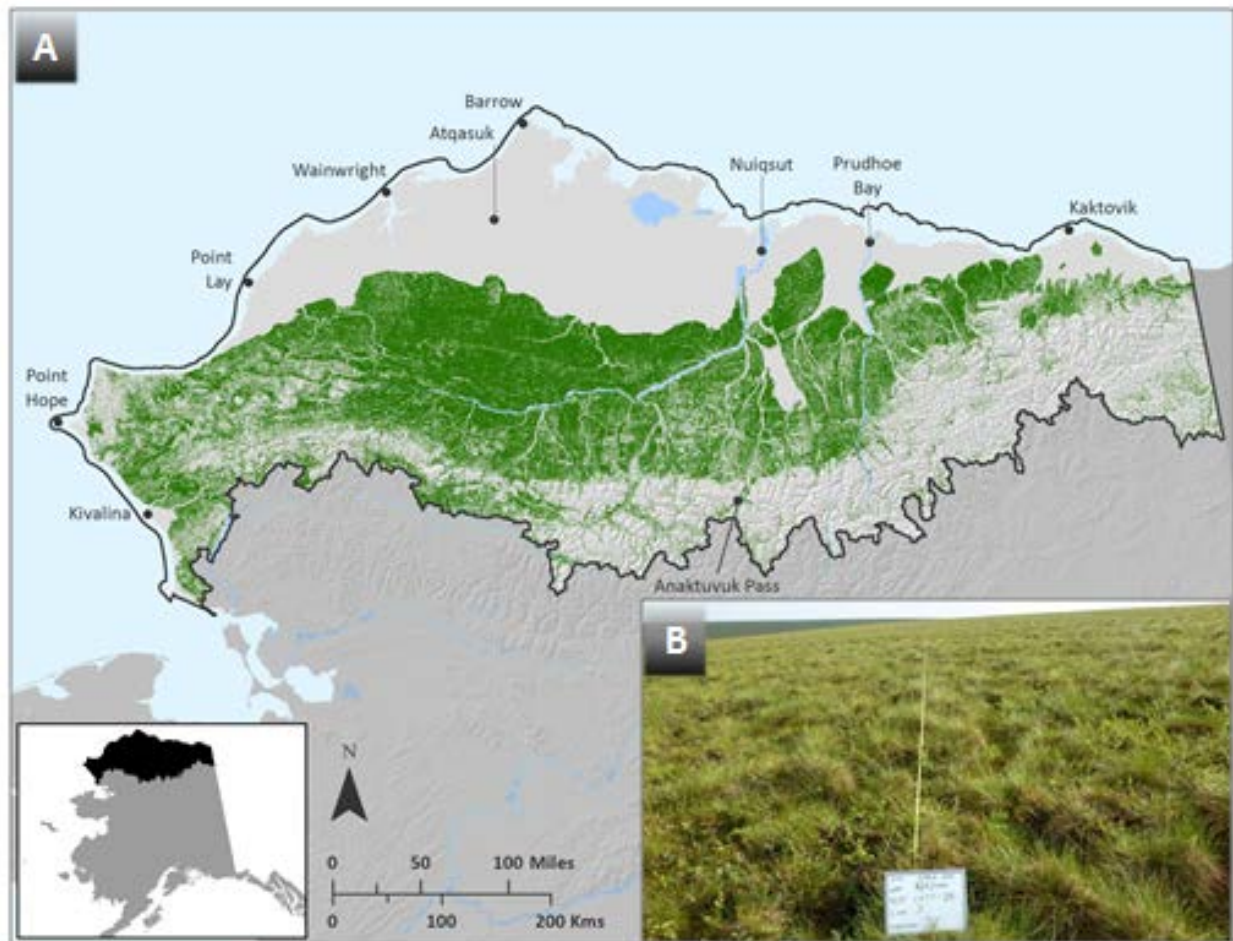 A
Barrow
Atqasuk
Wainwright
Nuiqsut
Prudhoe
Bay
Kaktovik
Point
Lay
Point
Hope
Kivalina
Anaktuvuk Pass
B
N
0 50 100 Miles
0 100 200 Kms